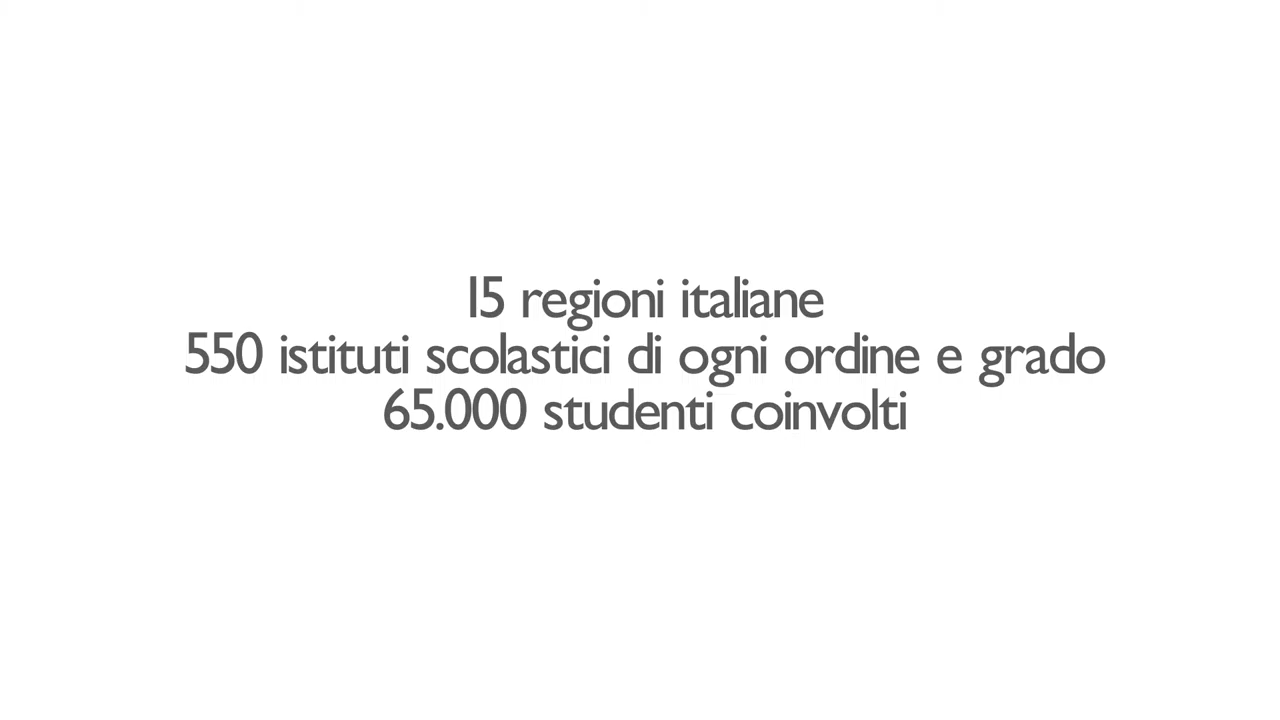 15 regioni italiane
550 istituti scolastici di ogni ordine e grado
65.000 studenti coinvolti